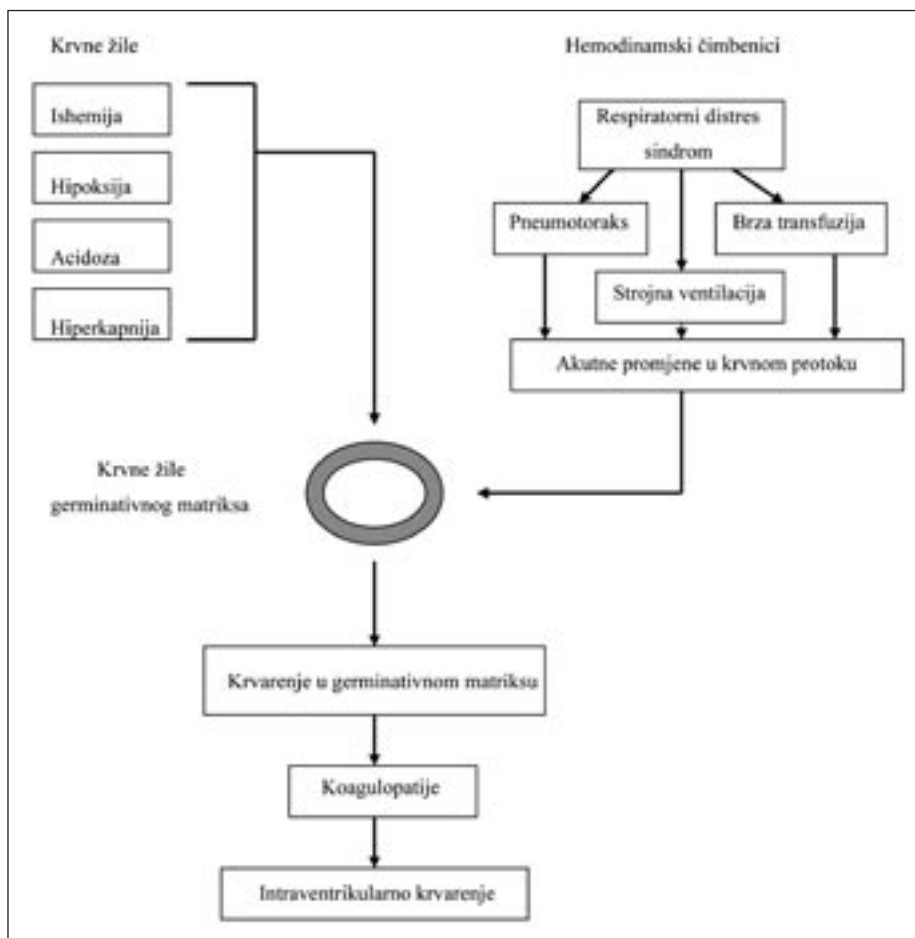 Krvne žile
Ishemija
Hipoksija
Acidoza
Hiperkapnija
Hemodinamski čimbenici
Respiratorni distres
sindrom
Pneumotoraks
Brza transfuzija
Strojna ventilacija
Akutne promjene u krvnom protoku
Krvne žile
germinativnog matriksa
Krvarenje u germinativnom matriksu
Koagulopatije
Intraventrikularno krvarenje